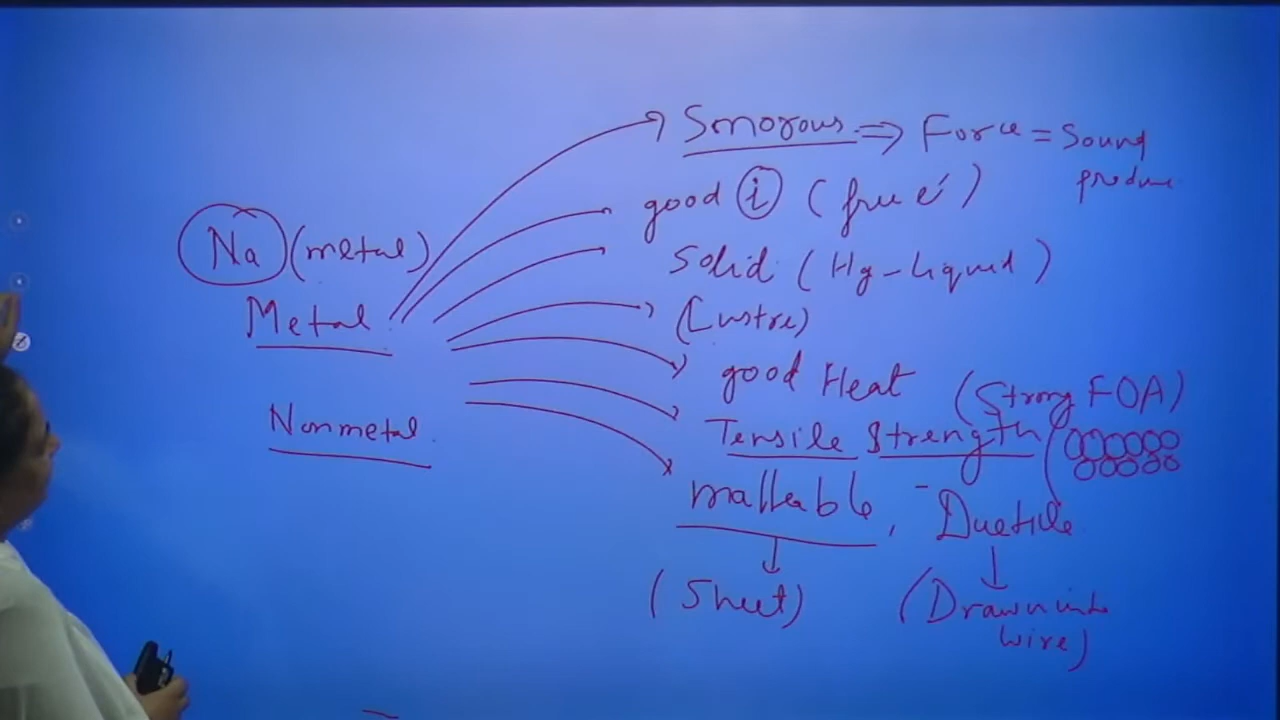 Sonorous => Force = Sound produce
good i (free e⁻)
Na (metal)
Solid (Hg-liquid)
Metal
(Lustre)
good Heat
(Strong FOA)
Nonmetal
Tensile Strength
malleable, Ductile
(Sheet)
(Drawn into wire)